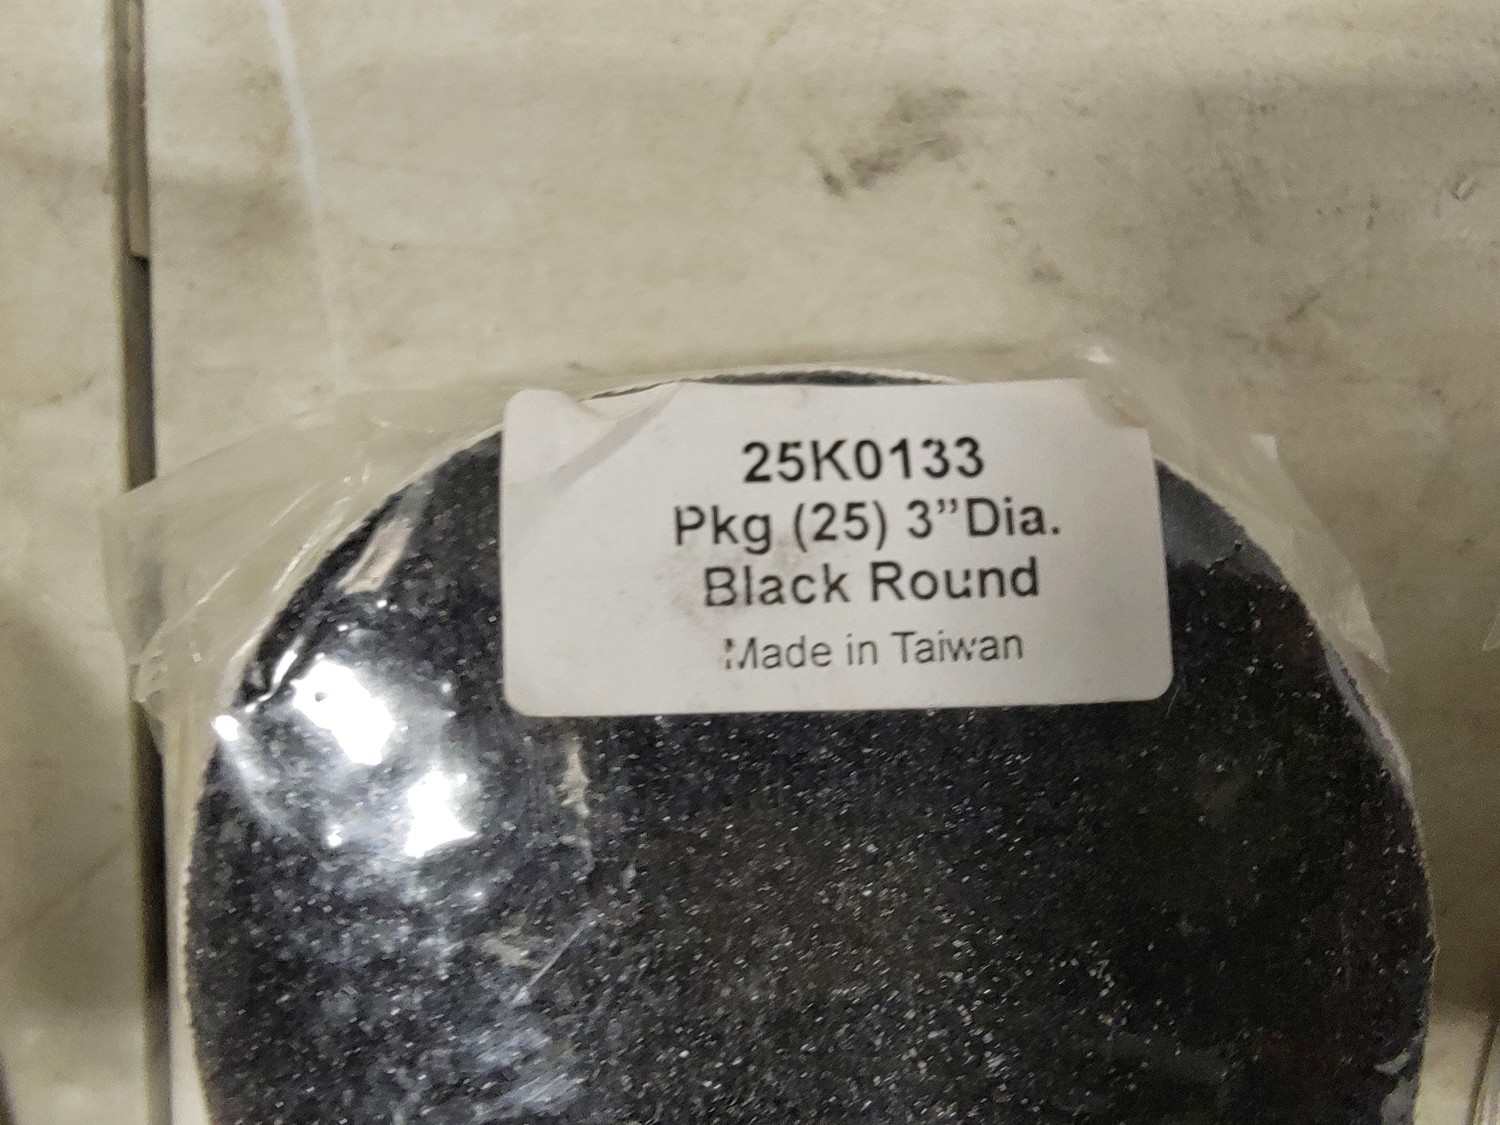 25K0133
Pkg (25) 3”Dia.
Black Round
Made in Taiwan